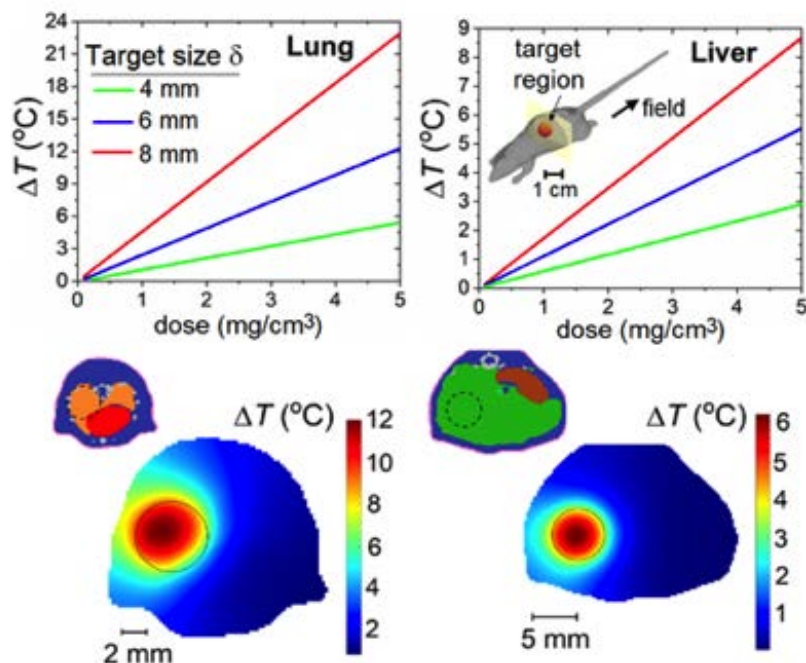 Lung
Target size δ
4 mm
6 mm
8 mm
24
21
18
15
12
9
6
3
0
ΔT (°C)
0
1
2
3
4
5
dose (mg/cm³)
Liver
target
region
field
1 cm
9
8
7
6
5
4
3
2
1
0
ΔT (°C)
0
1
2
3
4
5
dose (mg/cm³)
ΔT (°C)
12
10
8
6
4
2
2 mm
ΔT (°C)
6
5
4
3
2
1
5 mm